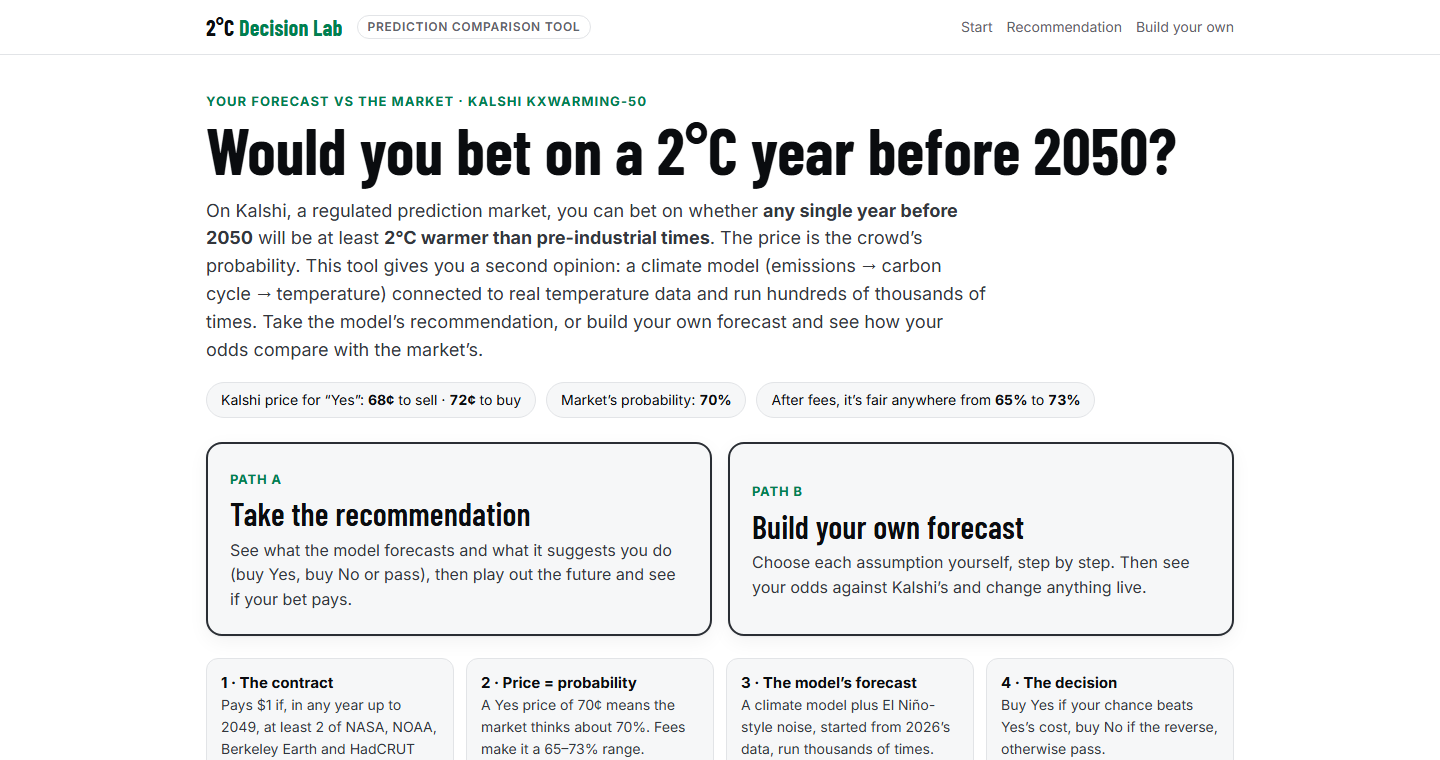 2°C Decision Lab
PREDICTION COMPARISON TOOL
Start
Recommendation
Build your own
YOUR FORECAST VS THE MARKET · KALSHI KXWARMING-50
Would you bet on a 2°C year before 2050?
On Kalshi, a regulated prediction market, you can bet on whether any single year before
2050 will be at least 2°C warmer than pre-industrial times. The price is the crowd’s
probability. This tool gives you a second opinion: a climate model (emissions → carbon
cycle → temperature) connected to real temperature data and run hundreds of thousands of
times. Take the model’s recommendation, or build your own forecast and see how your
odds compare with the market’s.
Kalshi price for “Yes”: 68¢ to sell · 72¢ to buy
Market’s probability: 70%
After fees, it’s fair anywhere from 65% to 73%
PATH A
Take the recommendation
See what the model forecasts and what it suggests you do
(buy Yes, buy No or pass), then play out the future and see
if your bet pays.
PATH B
Build your own forecast
Choose each assumption yourself, step by step. Then see
your odds against Kalshi’s and change anything live.
1 · The contract
Pays $1 if, in any year up to
2049, at least 2 of NASA, NOAA,
Berkeley Earth and HadCRUT
2 · Price = probability
A Yes price of 70¢ means the
market thinks about 70%. Fees
make it a 65–73% range.
3 · The model’s forecast
A climate model plus El Niño-
style noise, started from 2026’s
data, run thousands of times.
4 · The decision
Buy Yes if your chance beats
Yes’s cost, buy No if the reverse,
otherwise pass.